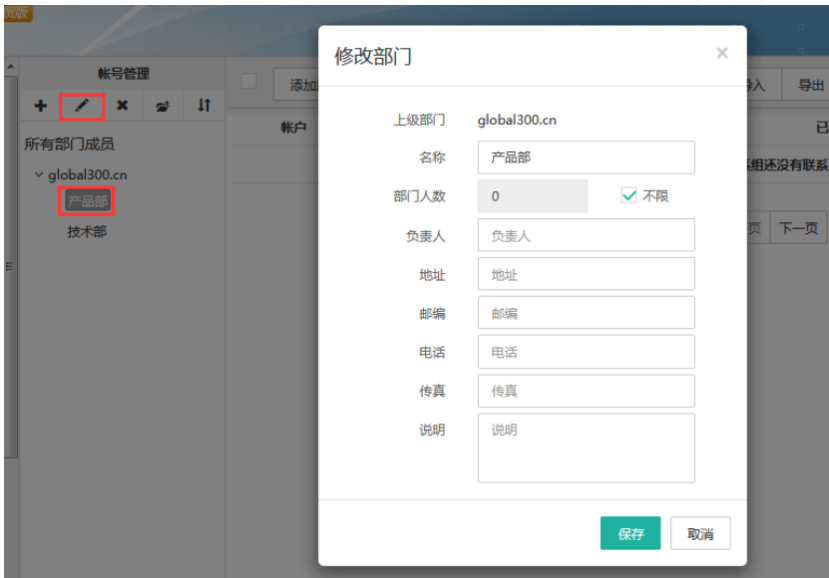 页版
帐号管理
所有部门成员
global300.cn
产品部
技术部
添加
导出
帐户
已
组还没有联系
页 下一页
修改部门
上级部门 global300.cn
名称 产品部
部门人数 0 不限
负责人 负责人
地址 地址
邮编 邮编
电话 电话
传真 传真
说明 说明
保存 取消